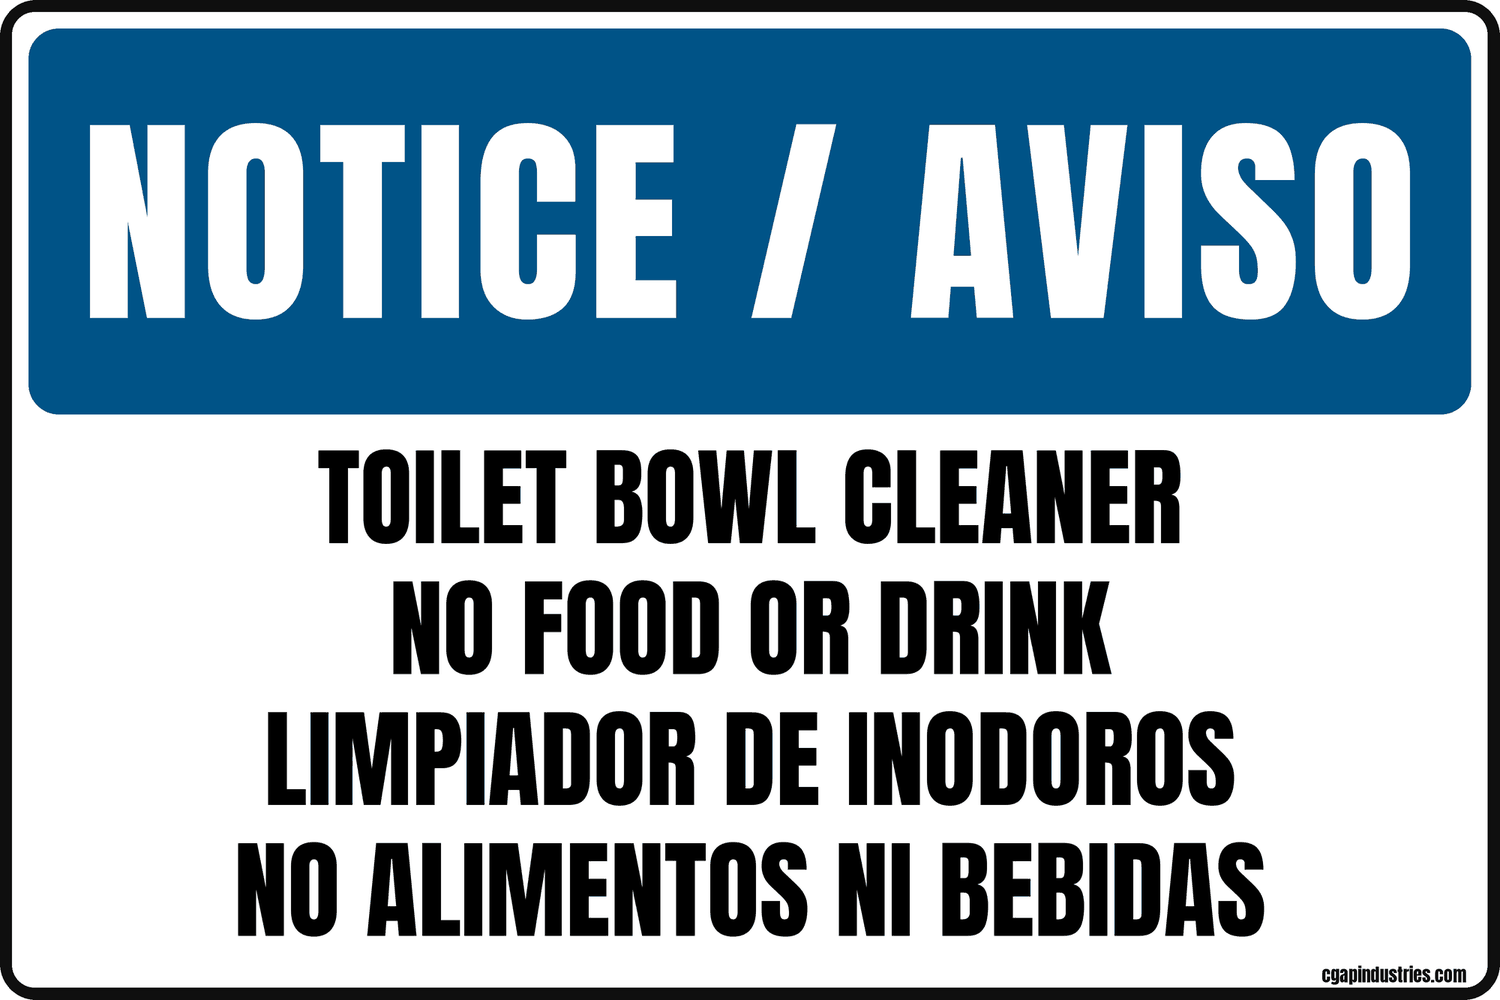 NOTICE / AVISO
TOILET BOWL CLEANER
NO FOOD OR DRINK
LIMPIADOR DE INODOROS
NO ALIMENTOS NI BEBIDAS
cgapindustries.com